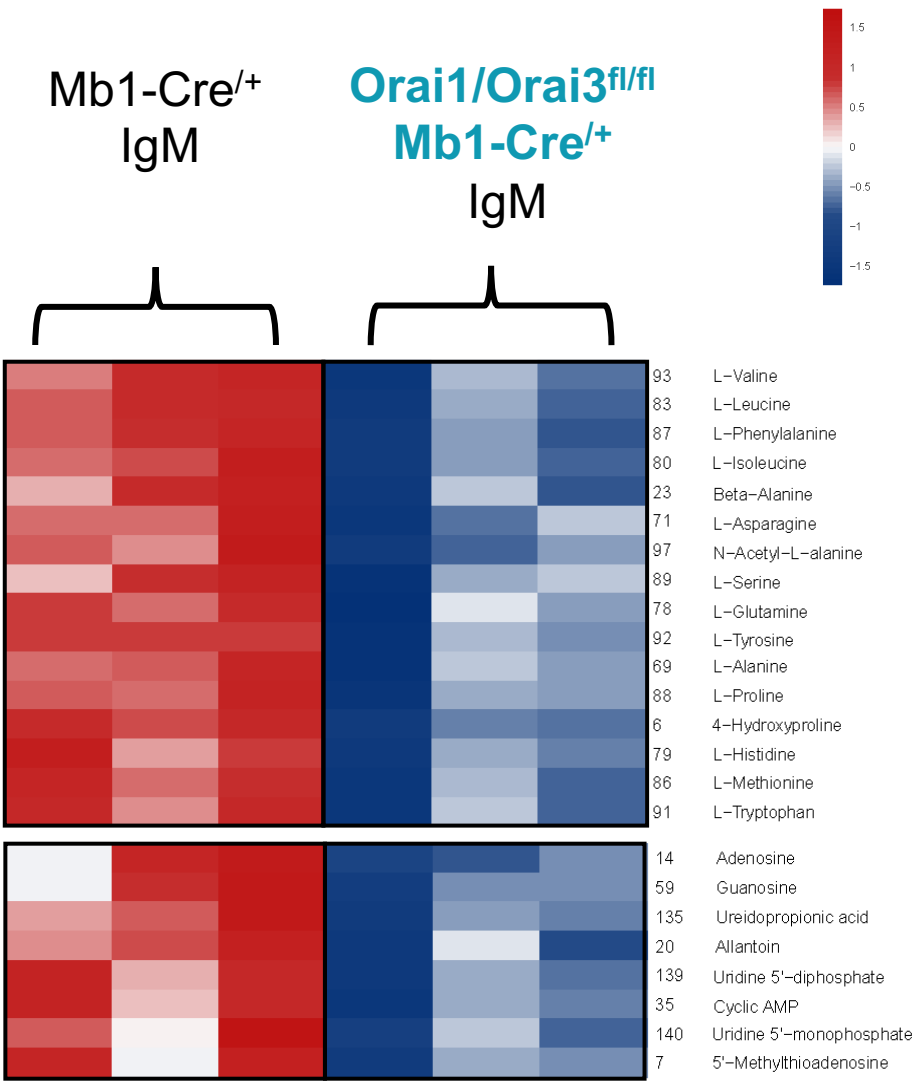 Mb1-Cre/+
IgM
Orai1/Orai3fl/fl
Mb1-Cre/+
IgM
1.5
1
0.5
0
−0.5
−1
−1.5
93 L−Valine
83 L−Leucine
87 L−Phenylalanine
80 L−Isoleucine
23 Beta−Alanine
71 L−Asparagine
97 N−Acetyl−L−alanine
89 L−Serine
78 L−Glutamine
92 L−Tyrosine
69 L−Alanine
88 L−Proline
6 4−Hydroxyproline
79 L−Histidine
86 L−Methionine
91 L−Tryptophan
14 Adenosine
59 Guanosine
135 Ureidopropionic acid
20 Allantoin
139 Uridine 5'−diphosphate
35 Cyclic AMP
140 Uridine 5'−monophosphate
7 5'−Methylthioadenosine